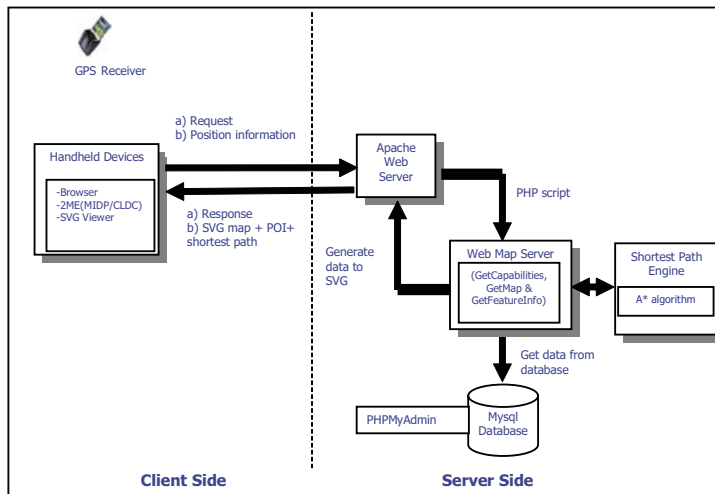 GPS Receiver
a) Request
b) Position information
Handheld Devices
-Browser
-2ME(MIDP/CLDC)
-SVG Viewer
a) Response
b) SVG map + POI+
shortest path
Apache
Web
Server
PHP script
Generate
data to
SVG
Web Map Server
(GetCapabilities,
GetMap &
GetFeatureInfo)
Shortest Path
Engine
A* algorithm
Get data from
database
PHPMyAdmin
Mysql
Database
Client Side
Server Side